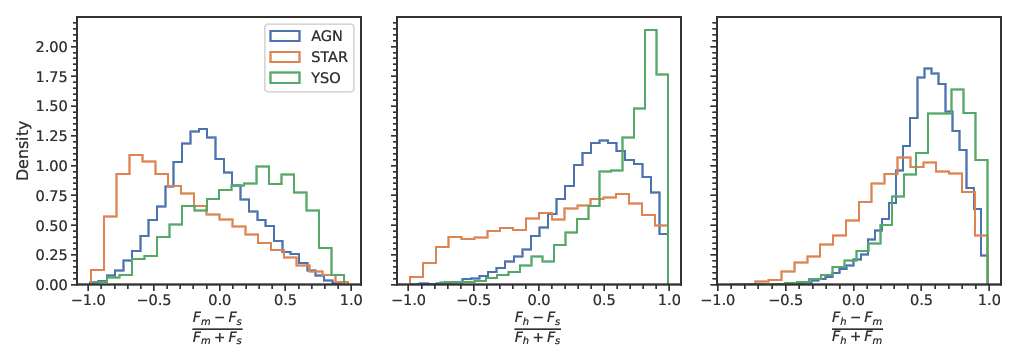 AGN
STAR
YSO
Density
2.00
1.75
1.50
1.25
1.00
0.75
0.50
0.25
0.00
−1.0 −0.5 0.0 0.5 1.0
−1.0 −0.5 0.0 0.5 1.0
−1.0 −0.5 0.0 0.5 1.0
F_m − F_s
F_m + F_s
F_h − F_s
F_h + F_s
F_h − F_m
F_h + F_m